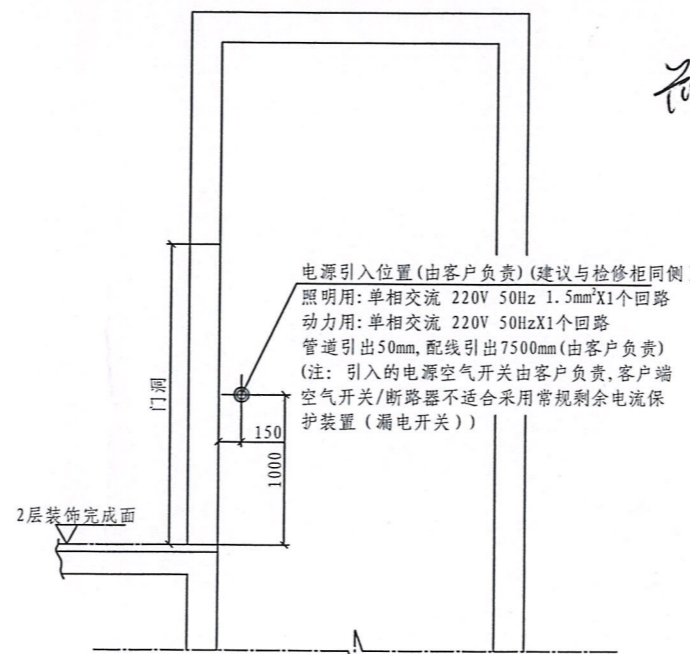 电源引入位置(由客户负责)(建议与检修柜同侧
照明用:单相交流 220V 50Hz 1.5mm²X1个回路
动力用:单相交流 220V 50HzX1个回路
管道引出50mm,配线引出7500mm(由客户负责)
(注: 引入的电源空气开关由客户负责,客户端
空气开关/断路器不适合采用常规剩余电流保
护装置(漏电开关))
门洞
150
1000
2层装饰完成面